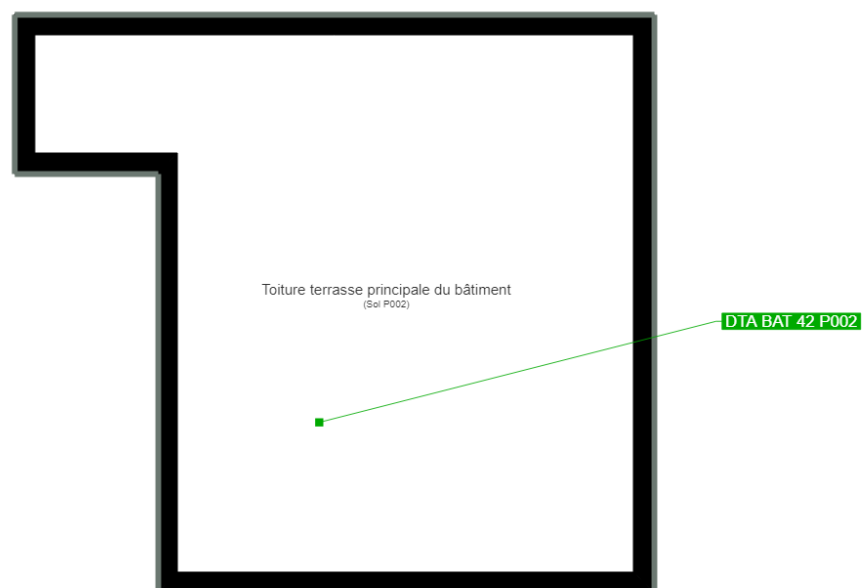 Toiture terrasse principale du bâtiment
(Sol P002)
DTA BAT 42 P002